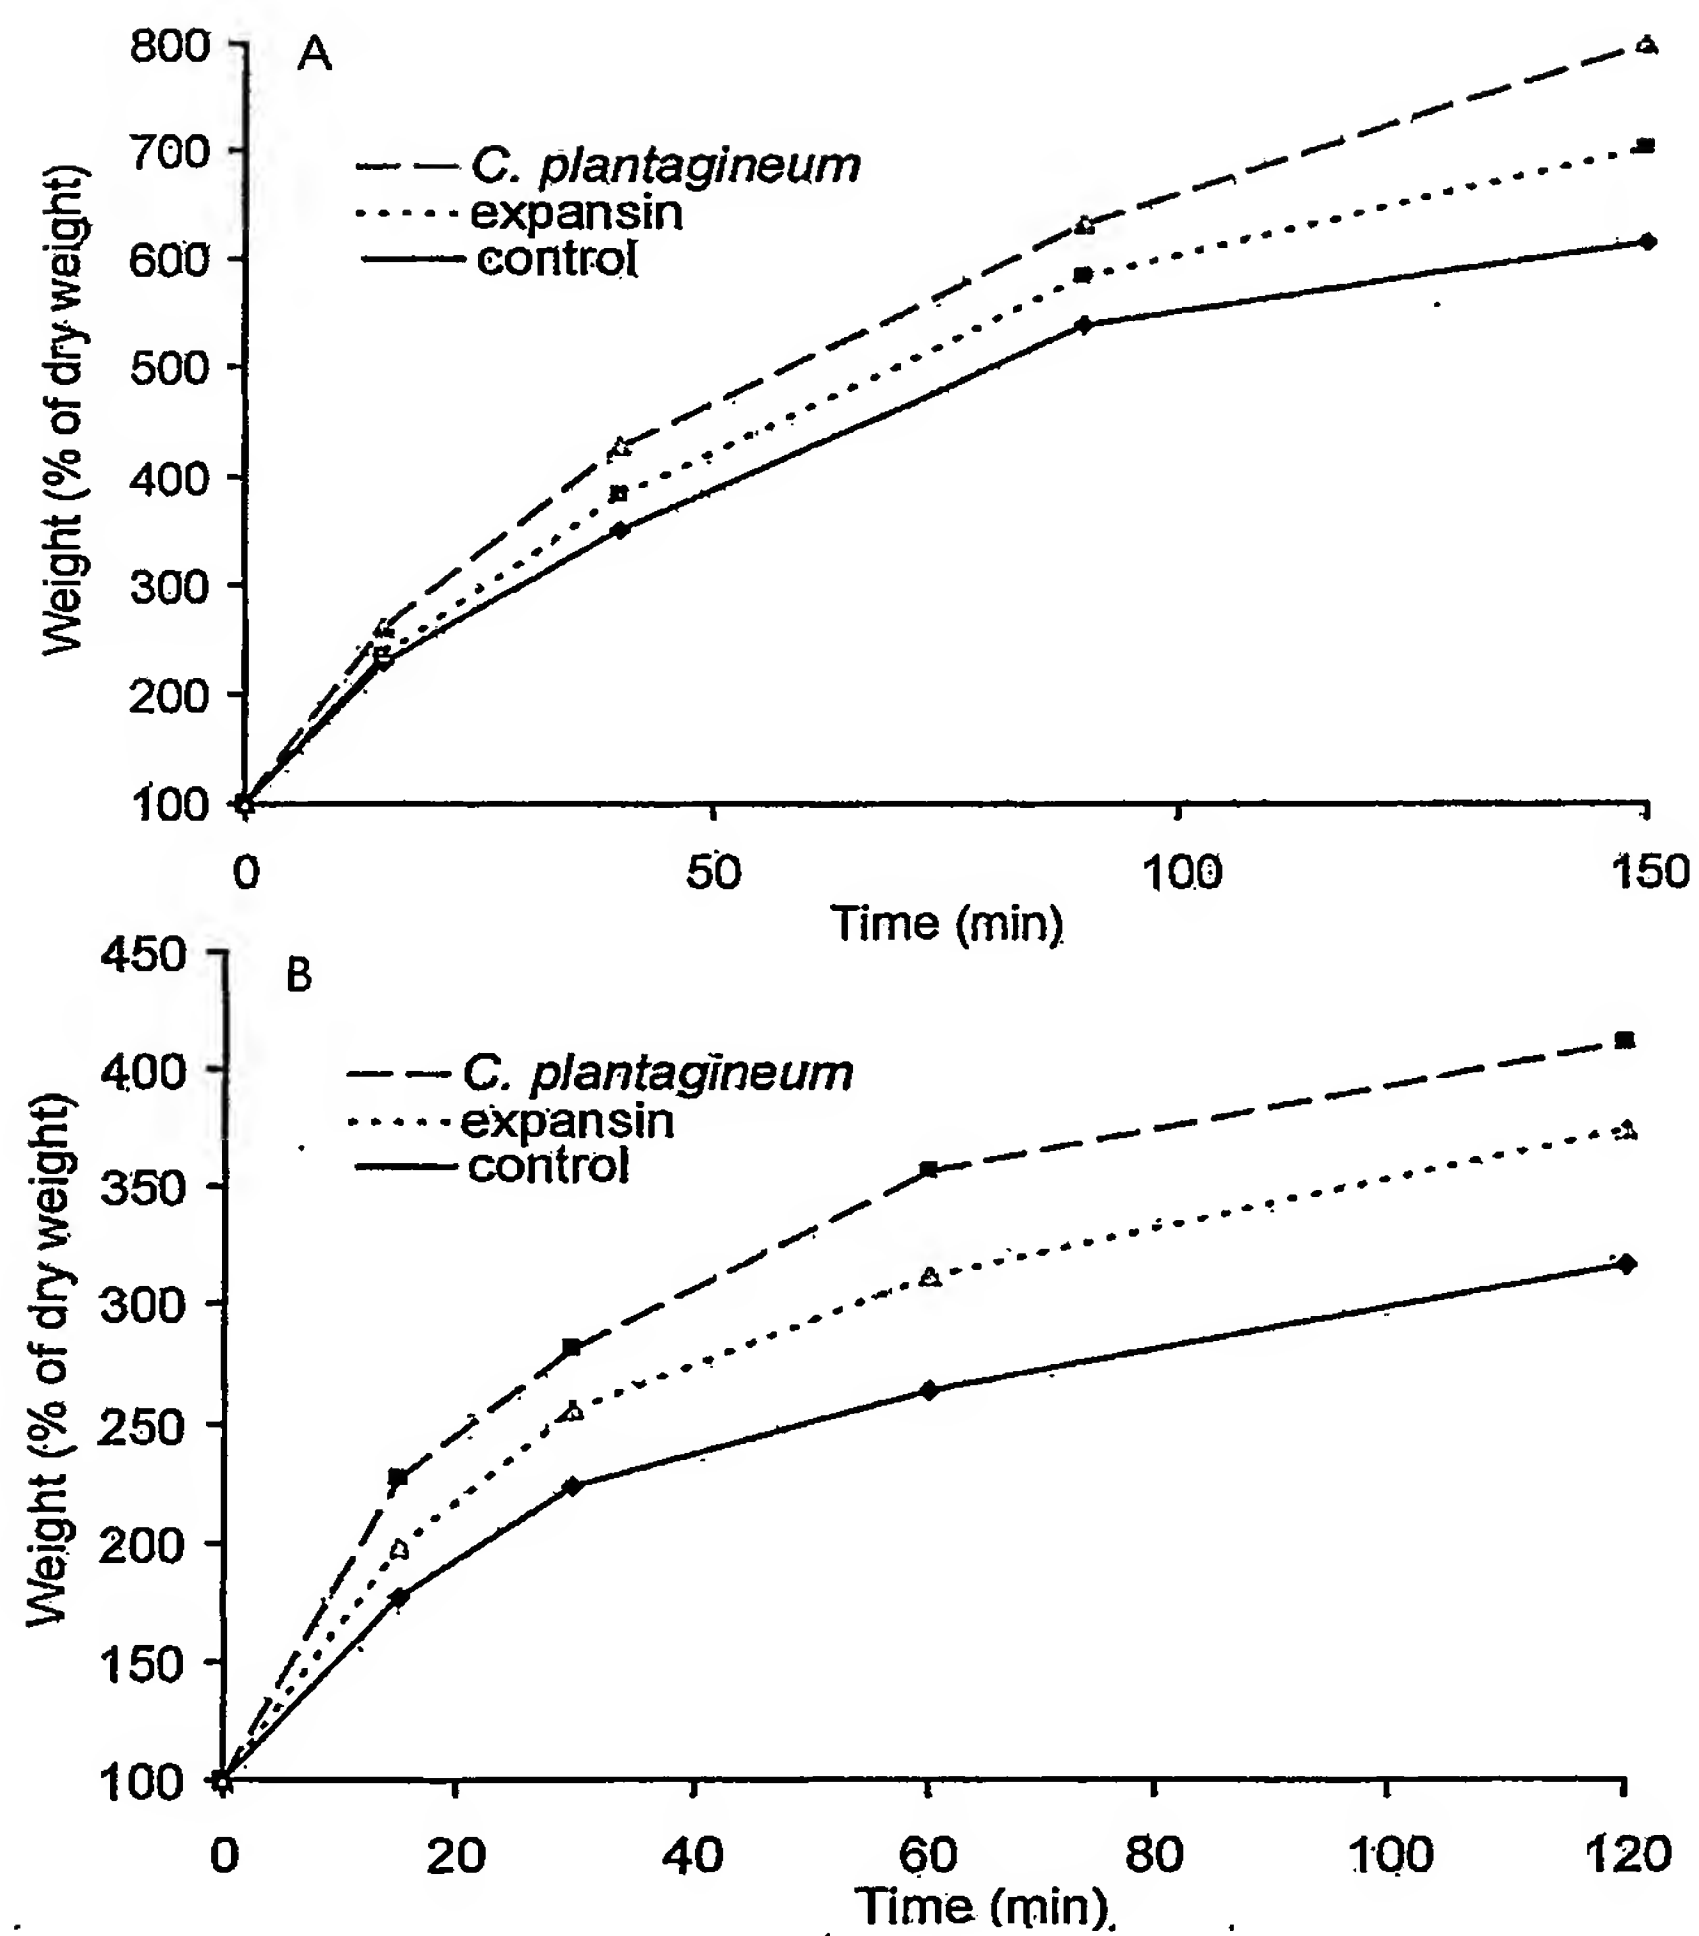 A
800
700
600
500
400
300
200
100
Weight (% of dry weight)
C. plantagineum
expansin
control
0 50 100 150
Time (min)
B
450
400
350
300
250
200
150
100
Weight (% of dry weight)
C. plantagineum
expansin
control
0 20 40 60 80 100 120
Time (min)